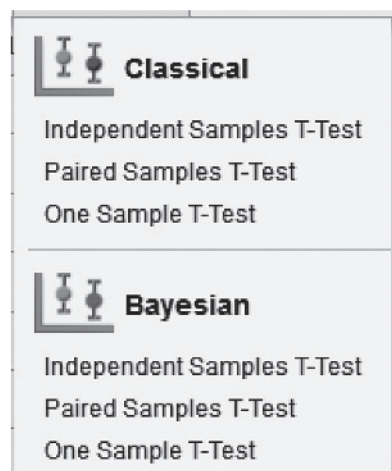 Classical
Independent Samples T-Test
Paired Samples T-Test
One Sample T-Test
Bayesian
Independent Samples T-Test
Paired Samples T-Test
One Sample T-Test